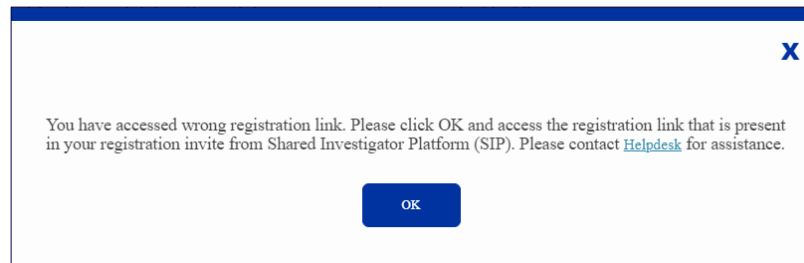 X
You have accessed wrong registration link. Please click OK and access the registration link that is present
in your registration invite from Shared Investigator Platform (SIP). Please contact Helpdesk for assistance.
OK